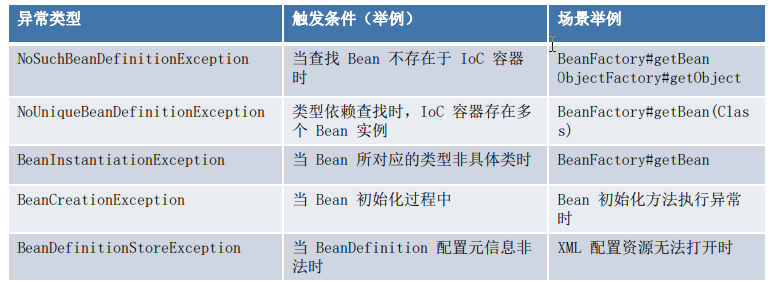 异常类型 触发条件（举例） 场景举例
NoSuchBeanDefinitionException 当查找 Bean 不存在于 IoC 容器 BeanFactory#getBean
时 ObjectFactory#getObject
NoUniqueBeanDefinitionException 类型依赖查找时，IoC 容器存在多 BeanFactory#getBean(Clas
个 Bean 实例 s)
BeanInstantiationException 当 Bean 所对应的类型非具体类时 BeanFactory#getBean
BeanCreationException 当 Bean 初始化过程中 Bean 初始化方法执行异常
时
BeanDefinitionStoreException 当 BeanDefinition 配置元信息非 XML 配置资源无法打开时
法时